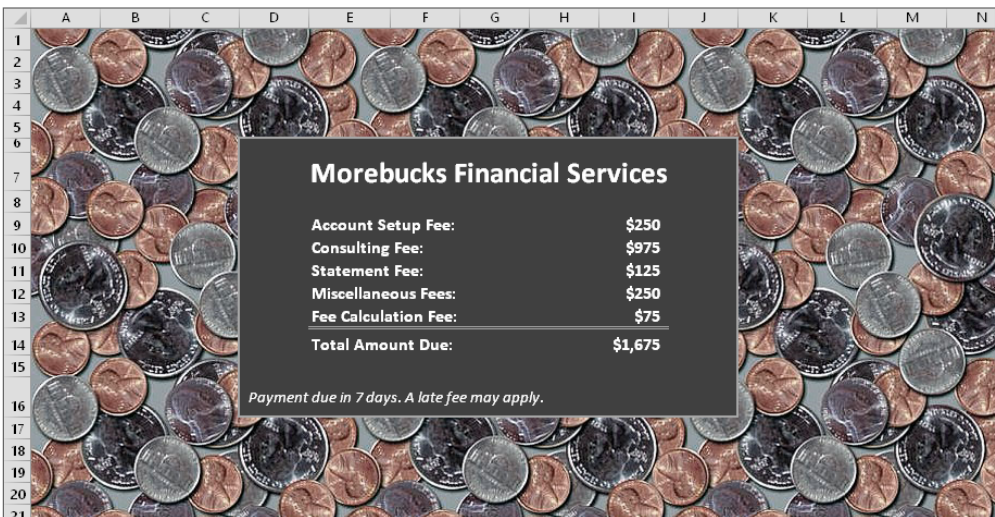 A B C D E F G H I J K L M N
1
2
3
4
5
6
7 Morebucks Financial Services
8
9 Account Setup Fee: $250
10 Consulting Fee: $975
11 Statement Fee: $125
12 Miscellaneous Fees: $250
13 Fee Calculation Fee: $75
14 Total Amount Due: $1,675
15
16 Payment due in 7 days. A late fee may apply.
17
18
19
20
21